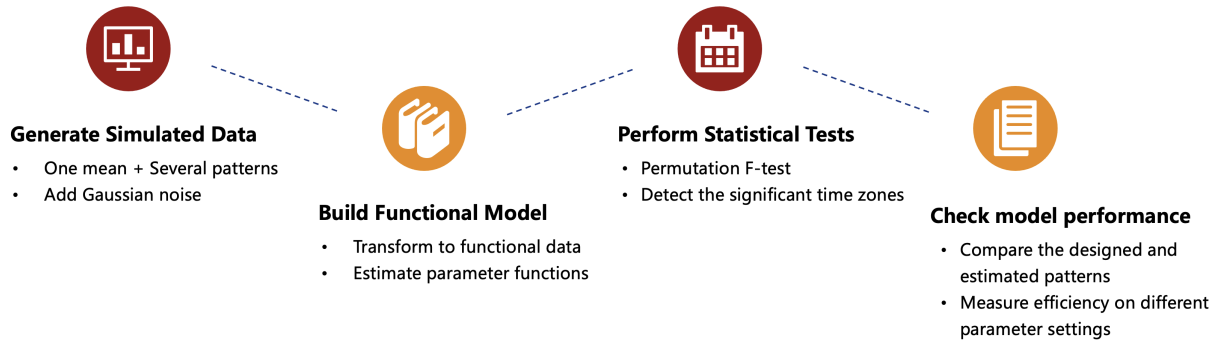 Generate Simulated Data
• One mean + Several patterns
• Add Gaussian noise
Build Functional Model
• Transform to functional data
• Estimate parameter functions
Perform Statistical Tests
• Permutation F-test
• Detect the significant time zones
Check model performance
• Compare the designed and
estimated patterns
• Measure efficiency on different
parameter settings